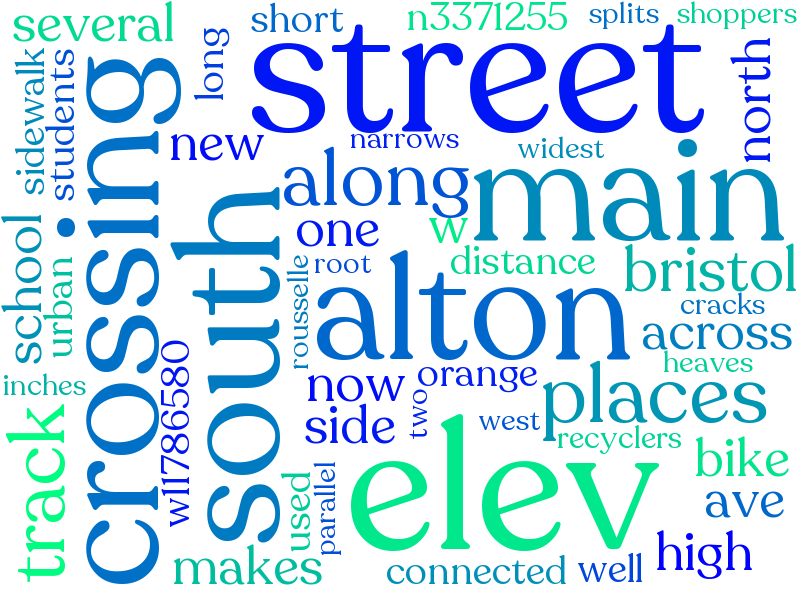 several
short
n3371255
splits
shoppers
long
street
north
sidewalk
students
crossing
new
narrows
widest
along
main
south
one
w
school
urban
root
rousselle
distance
bristol
alton
cracks
across
heaves
inches
w11786580
now
orange
places
track
side
two
west
recyclers
bike
elev
used
parallel
ave
makes
connected
well
high